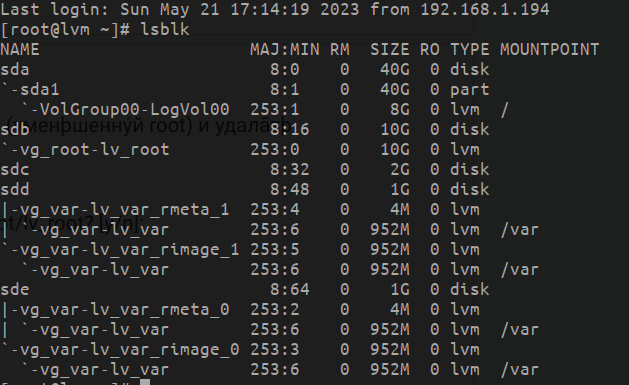 Last login: Sun May 21 17:14:19 2023 from 192.168.1.194
[root@lvm ~]# lsblk
NAME                         MAJ:MIN RM  SIZE RO TYPE MOUNTPOINT
sda                            8:0    0   40G  0 disk
`-sda1                         8:1    0   40G  0 part
  `-VolGroup00-LogVol00      253:1    0    8G  0 lvm  /
(уменьшенный root) и удалять
sdb                            8:16   0   10G  0 disk
`-vg_root-lv_root            253:0    0   10G  0 lvm
sdc                            8:32   0    2G  0 disk
sdd                            8:48   0    1G  0 disk
|-vg_var-lv_var_rmeta_1      253:4    0    4M  0 lvm
| `-vg_var-lv_var            253:6    0  952M  0 lvm  /var
`-vg_var-lv_var_rimage_1     253:5    0  952M  0 lvm
  `-vg_var-lv_var            253:6    0  952M  0 lvm  /var
sde                            8:64   0    1G  0 disk
|-vg_var-lv_var_rmeta_0      253:2    0    4M  0 lvm
| `-vg_var-lv_var            253:6    0  952M  0 lvm  /var
`-vg_var-lv_var_rimage_0     253:3    0  952M  0 lvm
  `-vg_var-lv_var            253:6    0  952M  0 lvm  /var
[root@lvm ~]#